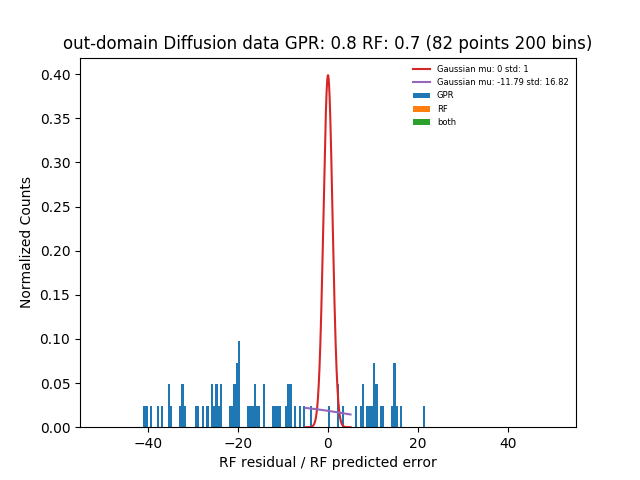 out-domain Diffusion data GPR: 0.8 RF: 0.7 (82 points 200 bins)
Gaussian mu: 0 std: 1
Gaussian mu: -11.79 std: 16.82
GPR
RF
both
Normalized Counts
0.40
0.35
0.30
0.25
0.20
0.15
0.10
0.05
0.00
−40 −20 0 20 40
RF residual / RF predicted error